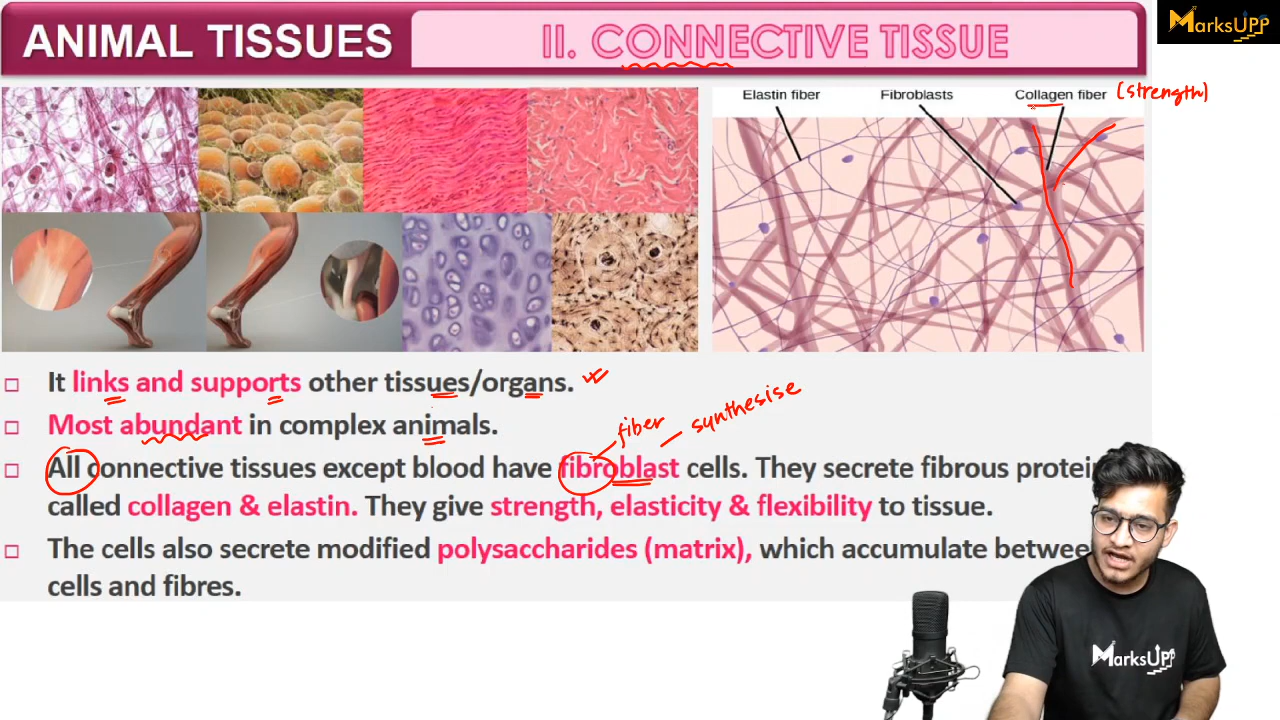 ANIMAL TISSUES
II. CONNECTIVE TISSUE
MarksUPP
Elastin fiber
Fibroblasts
Collagen fiber
(strength)
It links and supports other tissues/organs.
Most abundant in complex animals.
fiber
synthesise
All connective tissues except blood have fibroblast cells. They secrete fibrous protein
called collagen & elastin. They give strength, elasticity & flexibility to tissue.
The cells also secrete modified polysaccharides (matrix), which accumulate betwee
cells and fibres.
MarksUPP